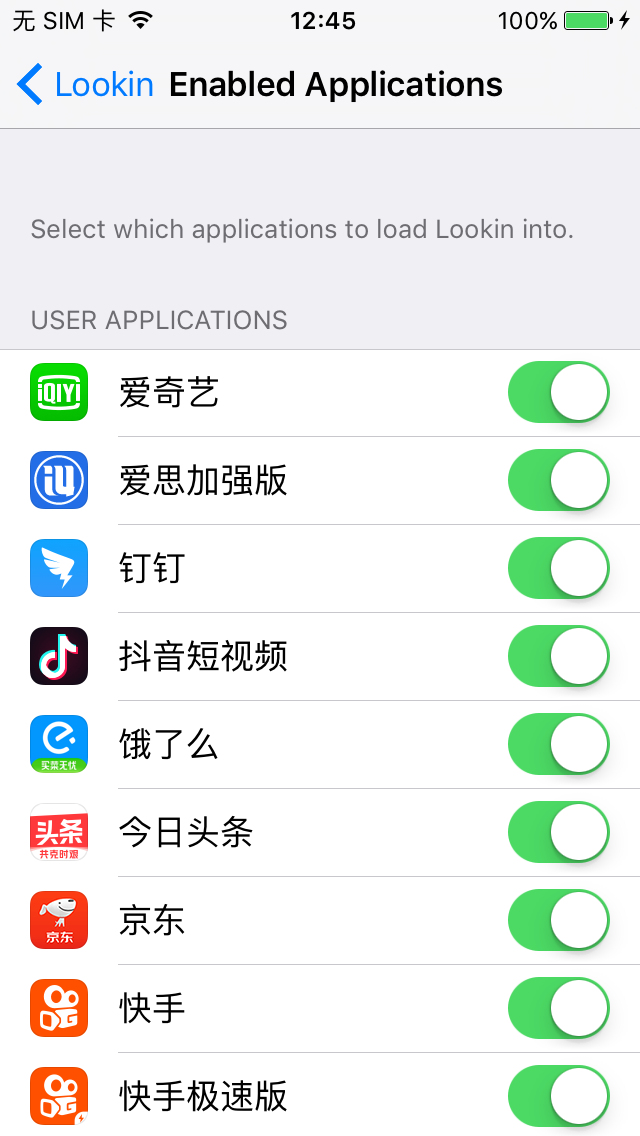 无 SIM 卡 12:45 100%
Lookin Enabled Applications
Select which applications to load Lookin into.
USER APPLICATIONS
iQIYI 爱奇艺
爱思加强版
钉钉
抖音短视频
饿了么
买菜无忧
头条 今日头条
共克时艰
京东
京东
快手
快手极速版